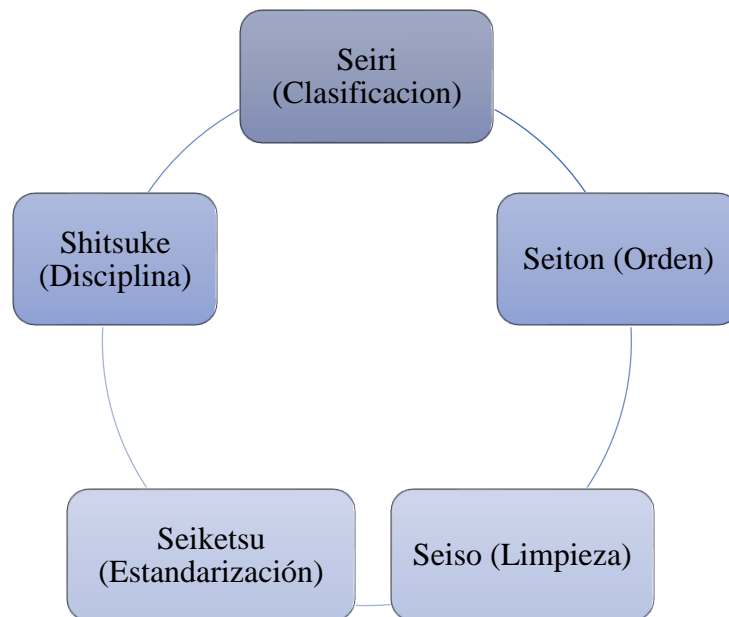 Seiri
(Clasificacion)
Seiton (Orden)
Seiso (Limpieza)
Seiketsu
(Estandarización)
Shitsuke
(Disciplina)